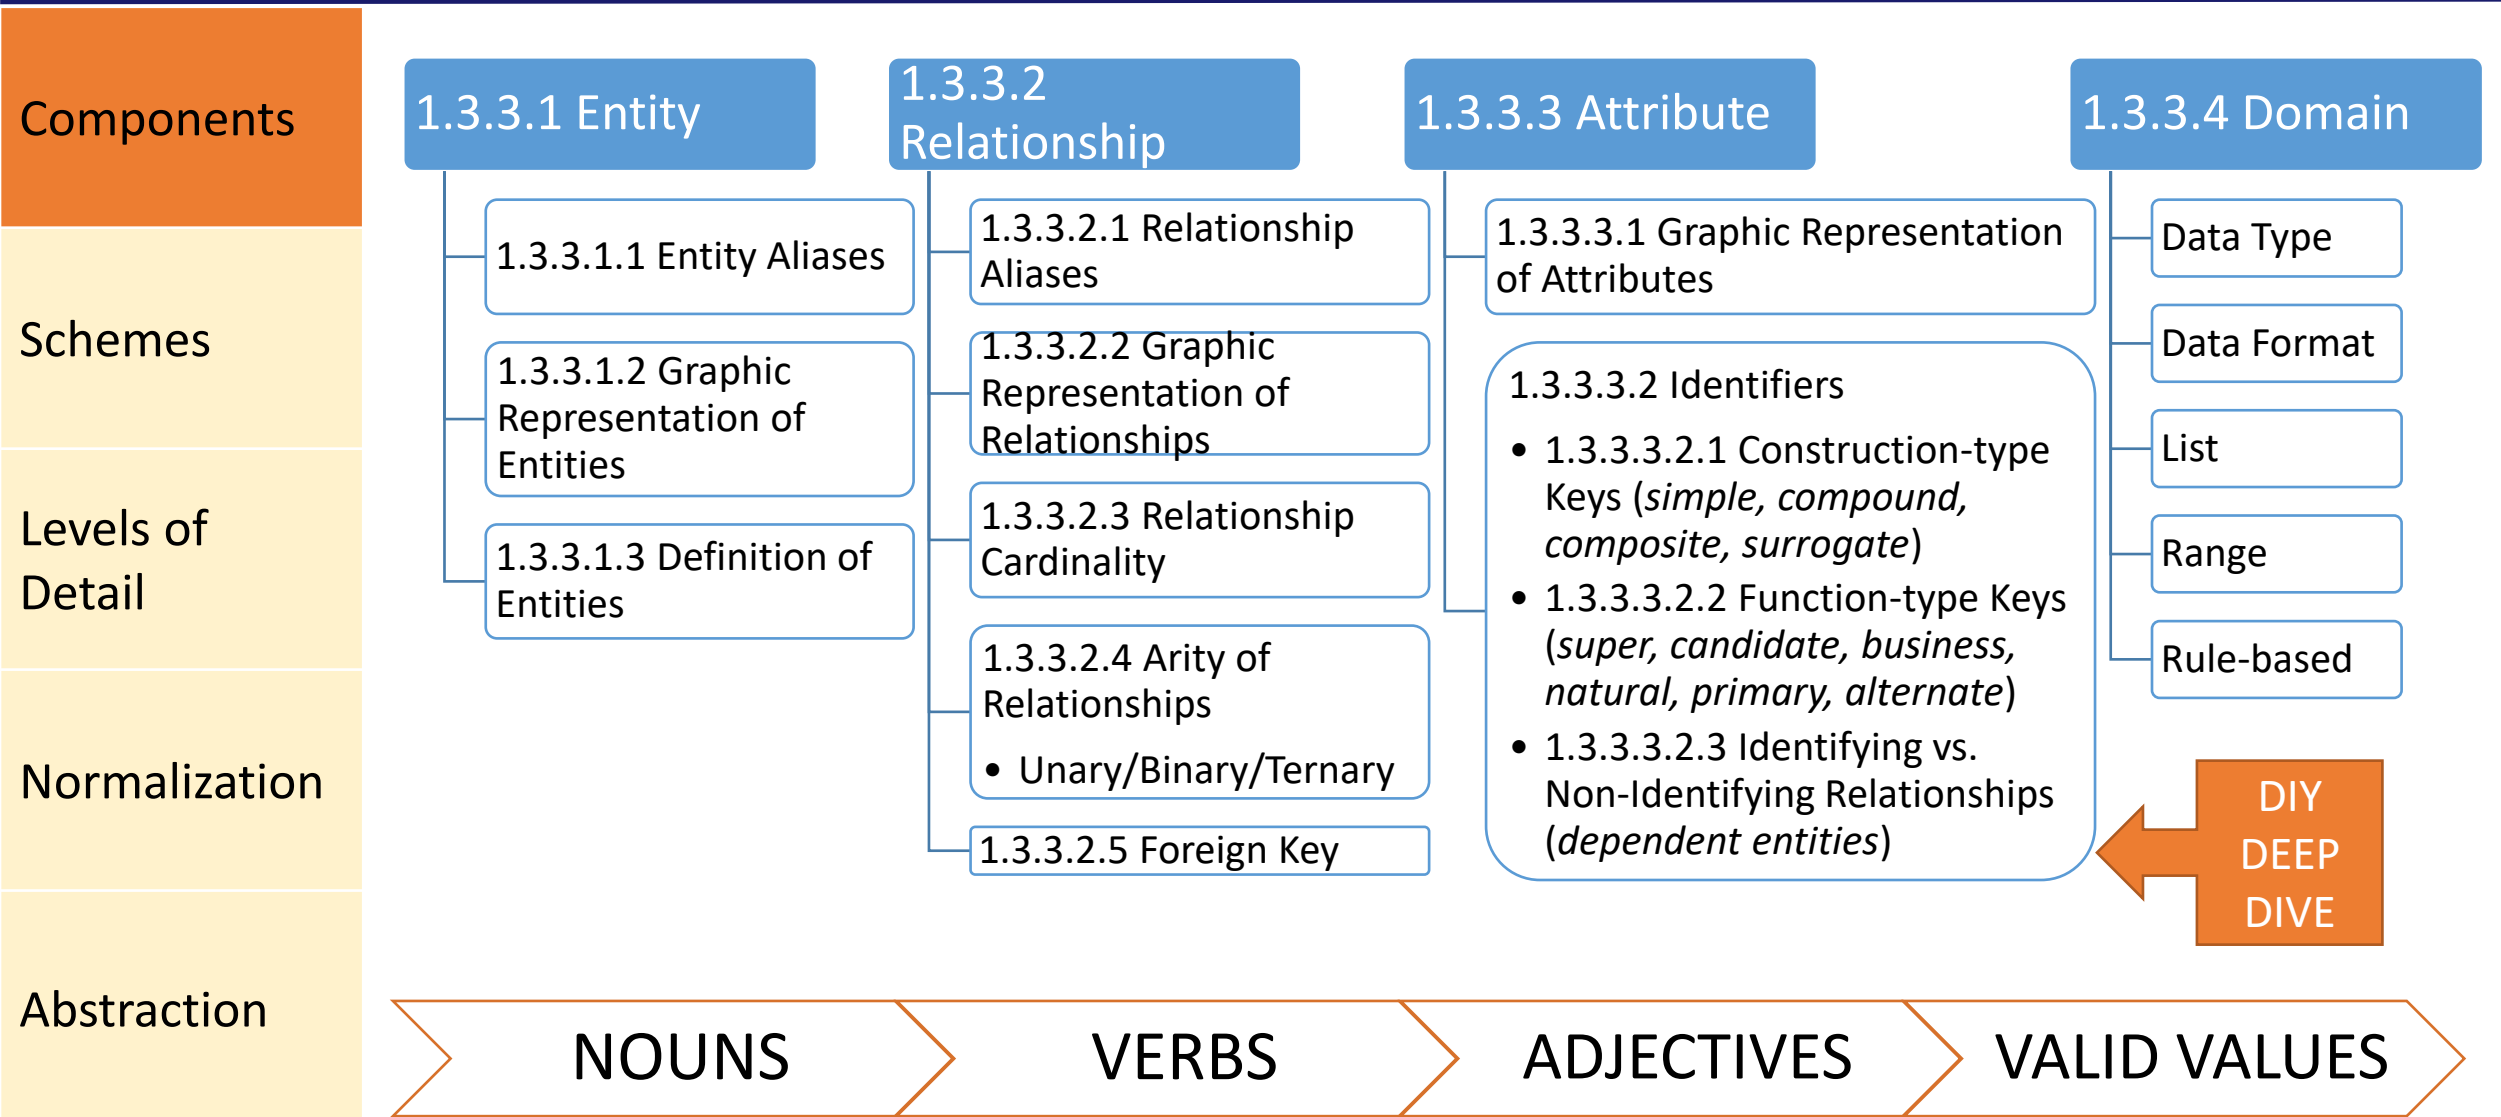 Components
Schemes
Levels of
Detail
Normalization
Abstraction
1.3.3.1 Entity
1.3.3.1.1 Entity Aliases
1.3.3.1.2 Graphic
Representation of
Entities
1.3.3.1.3 Definition of
Entities
1.3.3.2
Relationship
1.3.3.2.1 Relationship
Aliases
1.3.3.2.2 Graphic
Representation of
Relationships
1.3.3.2.3 Relationship
Cardinality
1.3.3.2.4 Arity of
Relationships
• Unary/Binary/Ternary
1.3.3.2.5 Foreign Key
1.3.3.3 Attribute
1.3.3.3.1 Graphic Representation
of Attributes
1.3.3.3.2 Identifiers
• 1.3.3.3.2.1 Construction-type
Keys (simple, compound,
composite, surrogate)
• 1.3.3.3.2.2 Function-type Keys
(super, candidate, business,
natural, primary, alternate)
• 1.3.3.3.2.3 Identifying vs.
Non-Identifying Relationships
(dependent entities)
1.3.3.4 Domain
Data Type
Data Format
List
Range
Rule-based
DIY
DEEP
DIVE
NOUNS
VERBS
ADJECTIVES
VALID VALUES